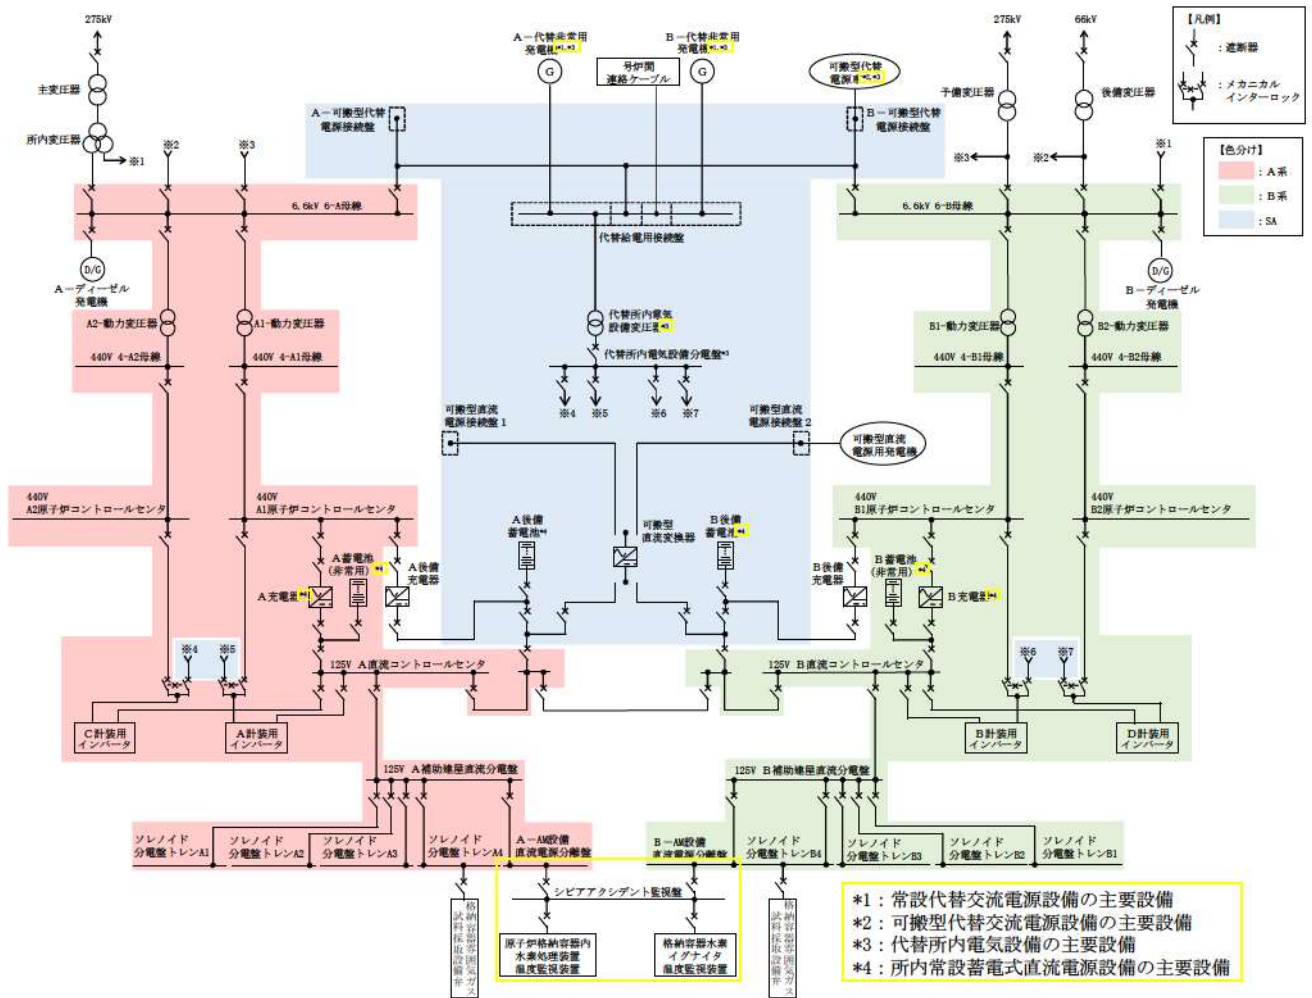 275kV
主変圧器
所内変圧器
※1
※2
※3
A－代替非常用
発電機*1,*3
号炉間
連絡ケーブル
B－代替非常用
発電機*1,*3
可搬型代替
電源車*2,*3
275kV
66kV
予備変圧器
後備変圧器
※3
※2
※1
【凡例】
：遮断器
：メカニカル
インターロック
【色分け】
：A系
：B系
：SA
A－可搬型代替
電源接続盤
B－可搬型代替
電源接続盤
6.6kV 6-A母線
6.6kV 6-B母線
代替給電用接続盤
D/G
A－ディーゼル
発電機
D/G
B－ディーゼル
発電機
A2-動力変圧器
A1-動力変圧器
代替所内電気
設備変圧器*3
B1-動力変圧器
B2-動力変圧器
440V 4-A2母線
440V 4-A1母線
代替所内電気設備分電盤*3
440V 4-B1母線
440V 4-B2母線
※4
※5
※6
※7
可搬型直流
電源接続盤1
可搬型直流
電源接続盤2
可搬型直流
電源用発電機
440V
A2原子炉コントロールセンタ
440V
A1原子炉コントロールセンタ
440V
B1原子炉コントロールセンタ
440V
B2原子炉コントロールセンタ
A後備
蓄電池*4
可搬型
直流変換器
B後備
蓄電池*4
A蓄電池
(非常用)
A後備
充電器
B後備
充電器
B蓄電池
(非常用)
A充電器
B充電器
※4
※5
※6
※7
125V A直流コントロールセンタ
125V B直流コントロールセンタ
C計装用
インバータ
A計装用
インバータ
B計装用
インバータ
D計装用
インバータ
125V A補助建屋直流分電盤
125V B補助建屋直流分電盤
ソレノイド
分電盤トレンA1
ソレノイド
分電盤トレンA2
ソレノイド
分電盤トレンA3
ソレノイド
分電盤トレンA4
A－AM設備
直流電源分離盤
B－AM設備
直流電源分離盤
ソレノイド
分電盤トレンB4
ソレノイド
分電盤トレンB3
ソレノイド
分電盤トレンB2
ソレノイド
分電盤トレンB1
シビアアクシデント監視盤
格納容器雰囲気ガス
試料採取設備弁
原子炉格納容器内
水素処理装置
温度監視装置
格納容器水素
イグナイタ
温度監視装置
格納容器雰囲気ガス
試料採取設備弁
*1：常設代替交流電源設備の主要設備
*2：可搬型代替交流電源設備の主要設備
*3：代替所内電気設備の主要設備
*4：所内常設蓄電式直流電源設備の主要設備